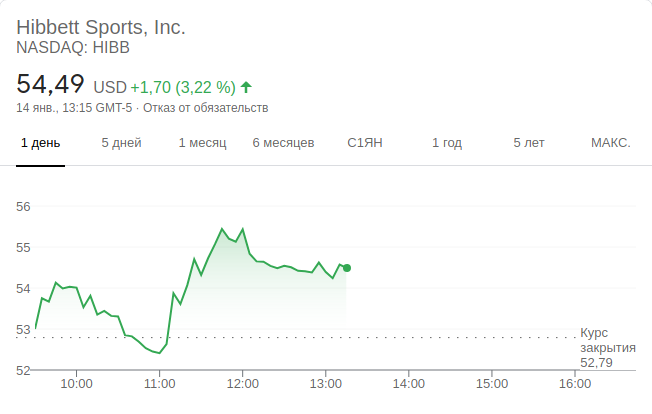 Hibbett Sports, Inc.
NASDAQ: HIBB
54,49 USD +1,70 (3,22 %)
14 янв., 13:15 GMT-5 · Отказ от обязательств
1 день 5 дней 1 месяц 6 месяцев С1ЯН 1 год 5 лет МАКС.
56
55
54
53
Курс
закрытия
52,79
52
10:00 11:00 12:00 13:00 14:00 15:00 16:00